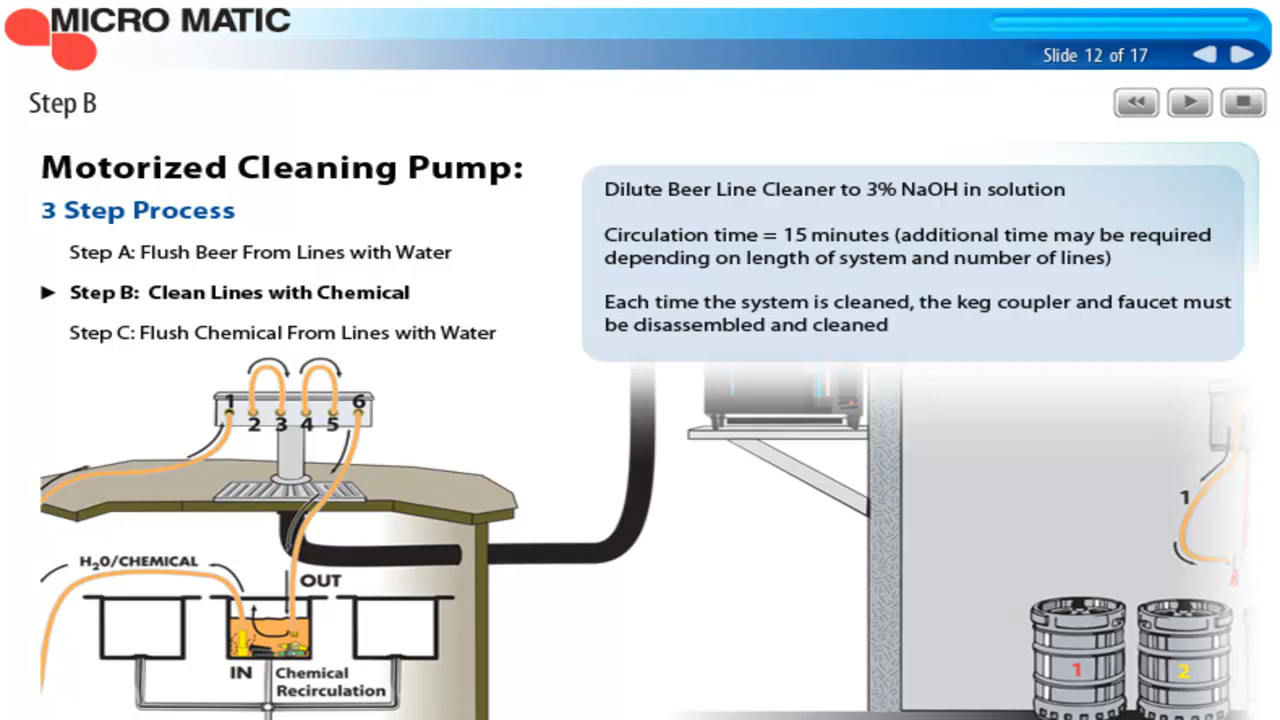 MICRO MATIC
Slide 12 of 17
Step B
Motorized Cleaning Pump:
3 Step Process
Step A: Flush Beer From Lines with Water
Step B: Clean Lines with Chemical
Step C: Flush Chemical From Lines with Water
Dilute Beer Line Cleaner to 3% NaOH in solution
Circulation time = 15 minutes (additional time may be required
depending on length of system and number of lines)
Each time the system is cleaned, the keg coupler and faucet must
be disassembled and cleaned
1 2 3 4 5 6
H20/CHEMICAL
OUT
IN
Chemical
Recirculation
1
1
2